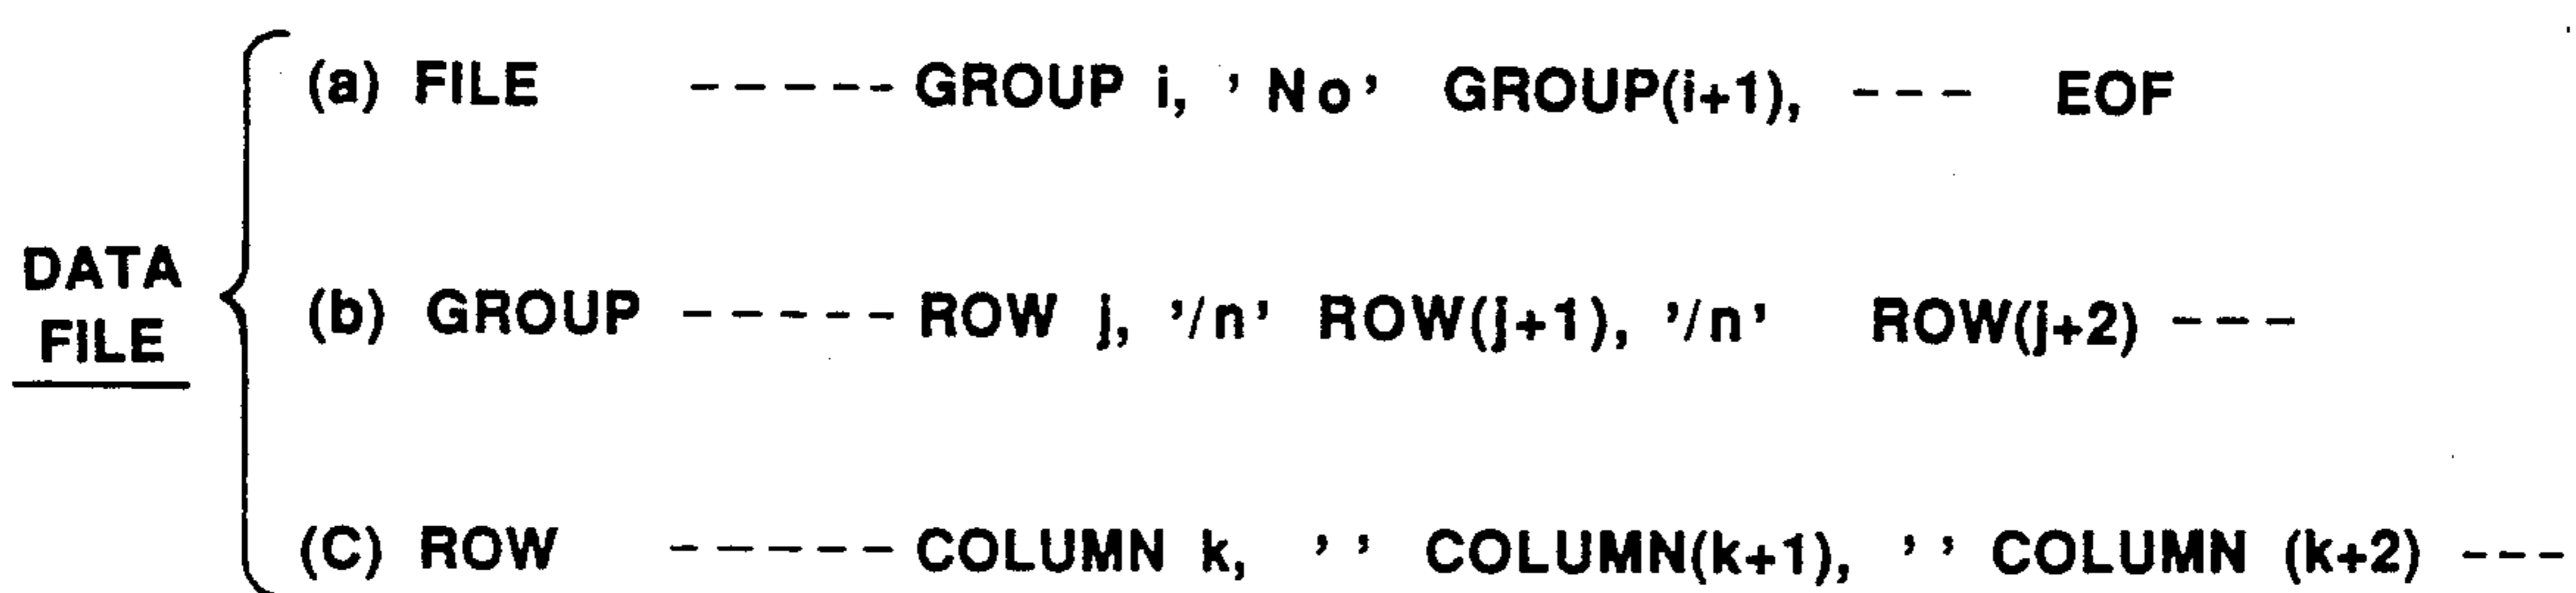 (a) FILE ----- GROUP i, ’ No ’ GROUP(i+1), --- EOF
DATA
FILE
(b) GROUP ----- ROW j, ’/n’ ROW(j+1), ’/n’ ROW(j+2) ---
(C) ROW ----- COLUMN k, ’ ’ COLUMN(k+1), ’ ’ COLUMN (k+2) ---